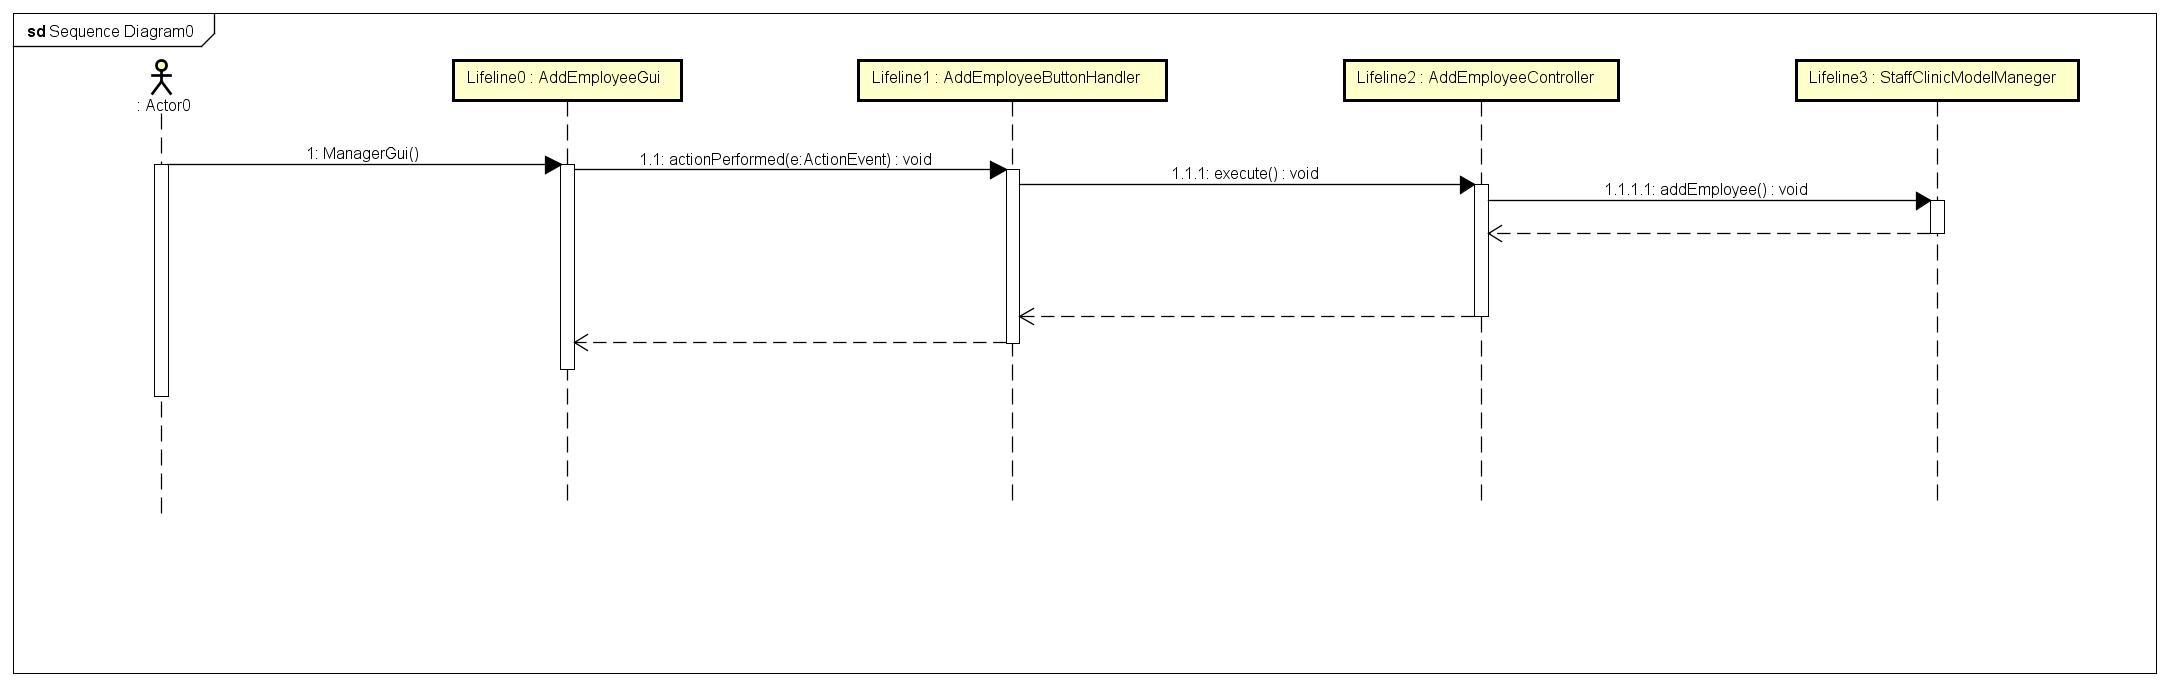 sd Sequence Diagram0
: Actor0
Lifeline0 : AddEmployeeGui
Lifeline1 : AddEmployeeButtonHandler
Lifeline2 : AddEmployeeController
Lifeline3 : StaffClinicModelManeger
1: ManagerGui()
1.1: actionPerformed(e:ActionEvent) : void
1.1.1: execute() : void
1.1.1.1: addEmployee() : void